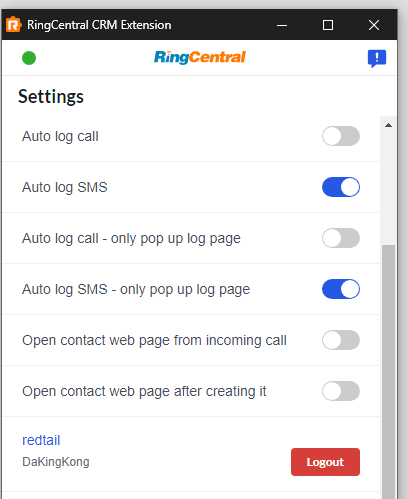 RingCentral CRM Extension
RingCentral
Settings
Auto log call
Auto log SMS
Auto log call - only pop up log page
Auto log SMS - only pop up log page
Open contact web page from incoming call
Open contact web page after creating it
redtail
DaKingKong
Logout